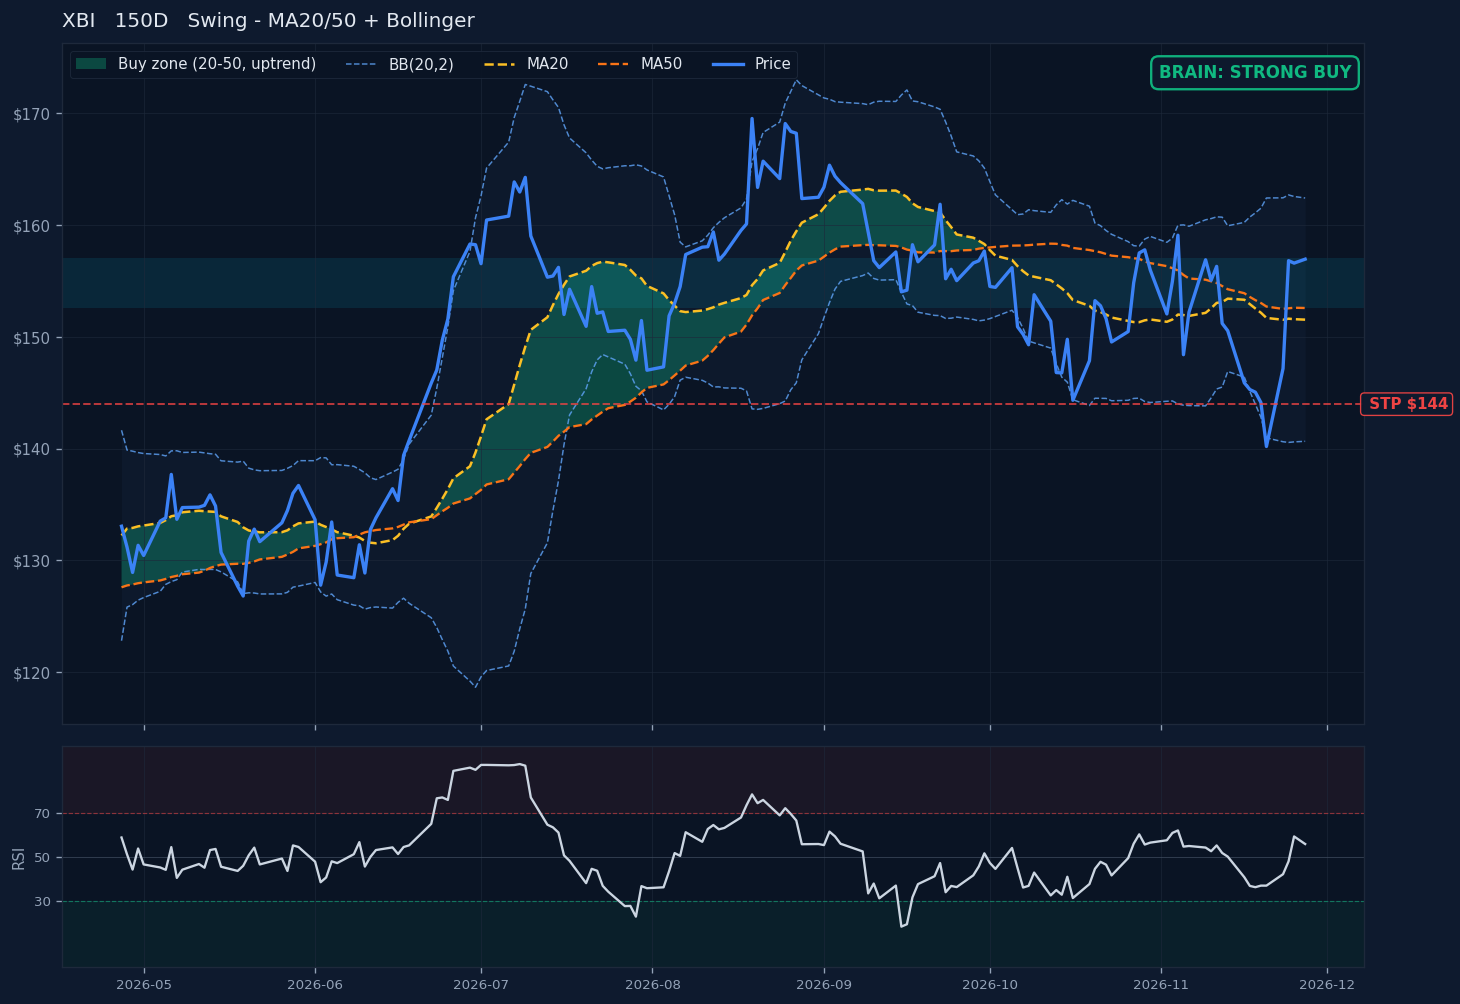 XBI   150D   Swing - MA20/50 + Bollinger
Buy zone (20-50, uptrend)   BB(20,2)   MA20   MA50   Price
BRAIN: STRONG BUY
$170
$160
$150
STP $144
$140
$130
$120
RSI
70
50
30
2026-05   2026-06   2026-07   2026-08   2026-09   2026-10   2026-11   2026-12